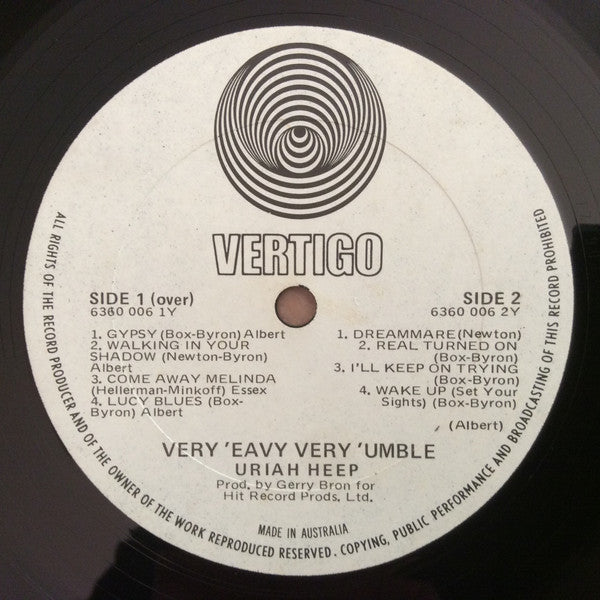 VERTIGO
SIDE 1 (over)
6360 006 1Y
1. GYPSY (Box-Byron) Albert
2. WALKING IN YOUR
SHADOW (Newton-Byron)
Albert
3. COME AWAY MELINDA
(Hellerman-Minkoff) Essex
4. LUCY BLUES (Box-
Byron) Albert
SIDE 2
6360 006 2Y
1. DREAMMARE (Newton)
2. REAL TURNED ON
(Box-Byron)
3. I'LL KEEP ON TRYING
(Box-Byron)
4. WAKE UP (Set Your
Sights) (Box-Byron)
(Albert)
VERY 'EAVY VERY 'UMBLE
URIAH HEEP
Prod. by Gerry Bron for
Hit Record Prods, Ltd.
MADE IN AUSTRALIA
ALL RIGHTS OF THE RECORD PRODUCER AND OF THE OWNER OF THE WORK REPRODUCED RESERVED. COPYING, PUBLIC PERFORMANCE AND BROADCASTING OF THIS RECORD PROHIBITED